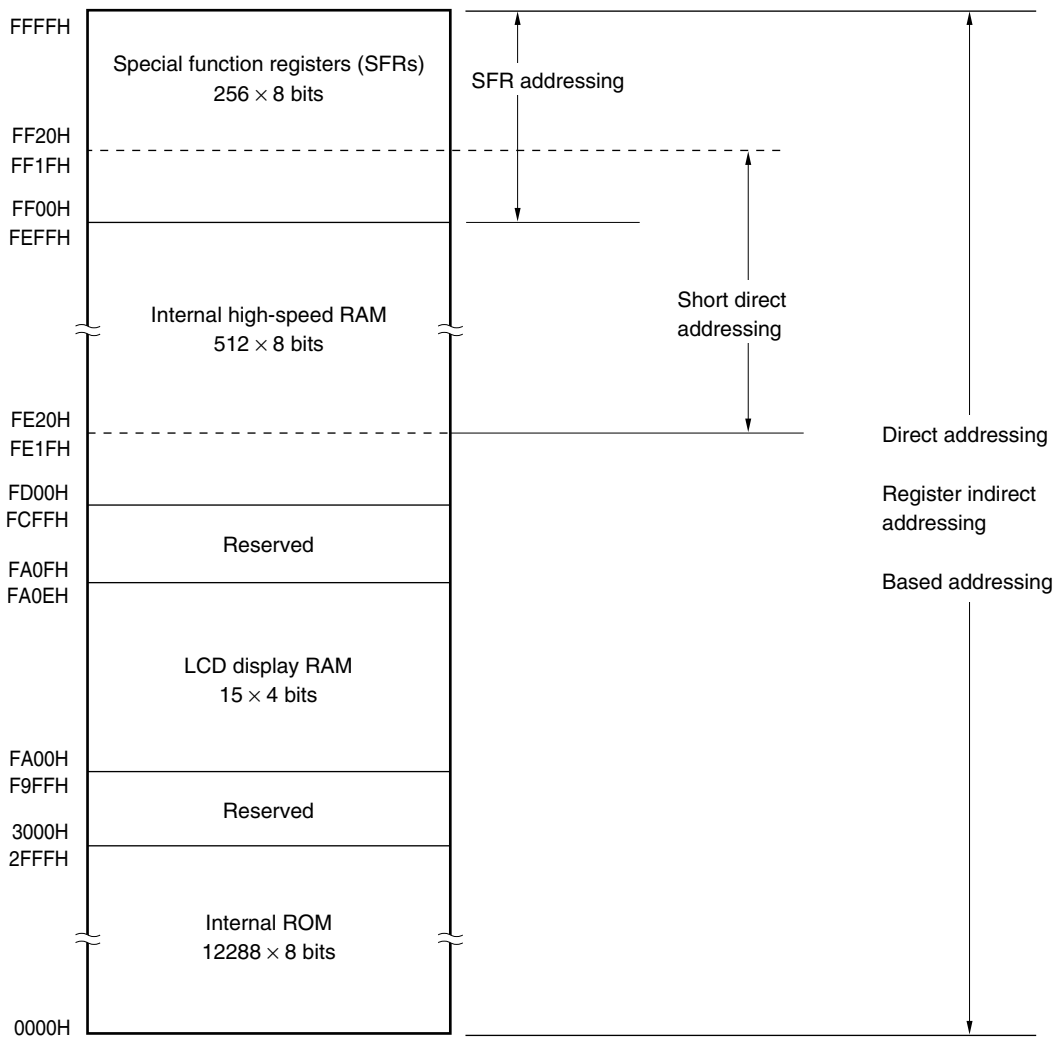 FFFFH
Special function registers (SFRs)
256 × 8 bits
SFR addressing
FF20H
FF1FH
FF00H
FEFFH
Internal high-speed RAM
512 × 8 bits
Short direct
addressing
FE20H
FE1FH
Direct addressing
Register indirect
addressing
Based addressing
FD00H
FCFFH
Reserved
FA0FH
FA0EH
LCD display RAM
15 × 4 bits
FA00H
F9FFH
Reserved
3000H
2FFFH
Internal ROM
12288 × 8 bits
0000H